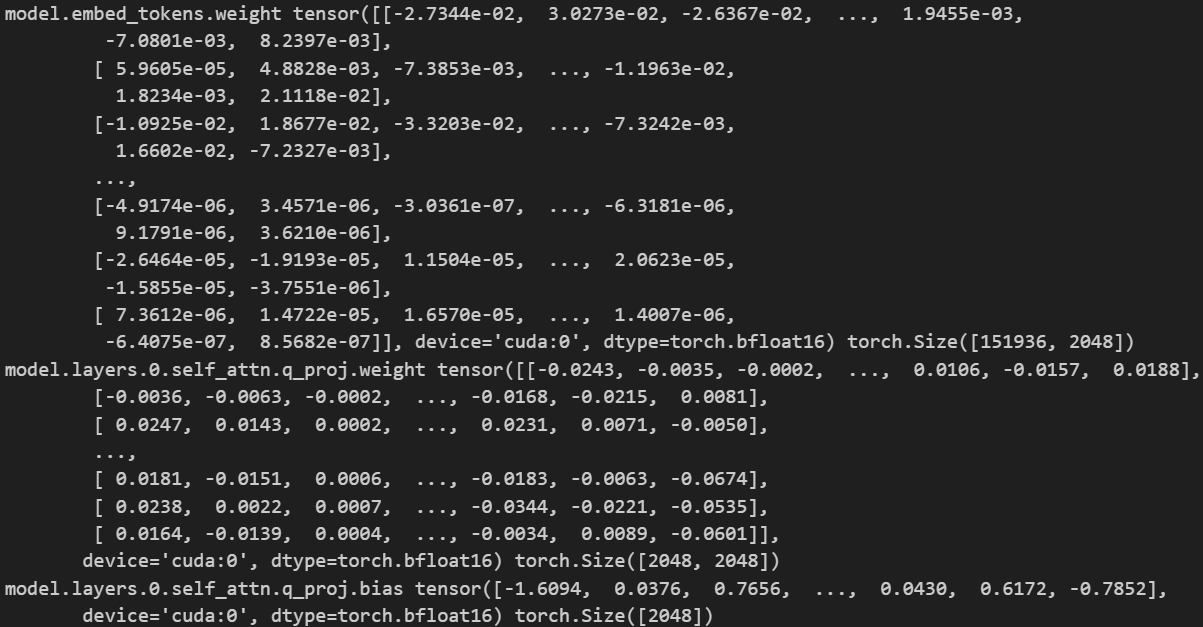 model.embed_tokens.weight tensor([[-2.7344e-02,  3.0273e-02, -2.6367e-02,  ...,  1.9455e-03,
         -7.0801e-03,  8.2397e-03],
        [ 5.9605e-05,  4.8828e-03, -7.3853e-03,  ..., -1.1963e-02,
          1.8234e-03,  2.1118e-02],
        [-1.0925e-02,  1.8677e-02, -3.3203e-02,  ..., -7.3242e-03,
          1.6602e-02, -7.2327e-03],
        ...,
        [-4.9174e-06,  3.4571e-06, -3.0361e-07,  ..., -6.3181e-06,
          9.1791e-06,  3.6210e-06],
        [-2.6464e-05, -1.9193e-05,  1.1504e-05,  ...,  2.0623e-05,
         -1.5855e-05, -3.7551e-06],
        [ 7.3612e-06,  1.4722e-05,  1.6570e-05,  ...,  1.4007e-06,
         -6.4075e-07,  8.5682e-07]], device='cuda:0', dtype=torch.bfloat16) torch.Size([151936, 2048])
model.layers.0.self_attn.q_proj.weight tensor([[-0.0243, -0.0035, -0.0002,  ...,  0.0106, -0.0157,  0.0188],
        [-0.0036, -0.0063, -0.0002,  ..., -0.0168, -0.0215,  0.0081],
        [ 0.0247,  0.0143,  0.0002,  ...,  0.0231,  0.0071, -0.0050],
        ...,
        [ 0.0181, -0.0151,  0.0006,  ..., -0.0183, -0.0063, -0.0674],
        [ 0.0238,  0.0022,  0.0007,  ..., -0.0344, -0.0221, -0.0535],
        [ 0.0164, -0.0139,  0.0004,  ..., -0.0034,  0.0089, -0.0601]],
       device='cuda:0', dtype=torch.bfloat16) torch.Size([2048, 2048])
model.layers.0.self_attn.q_proj.bias tensor([-1.6094,  0.0376,  0.7656,  ...,  0.0430,  0.6172, -0.7852],
       device='cuda:0', dtype=torch.bfloat16) torch.Size([2048])